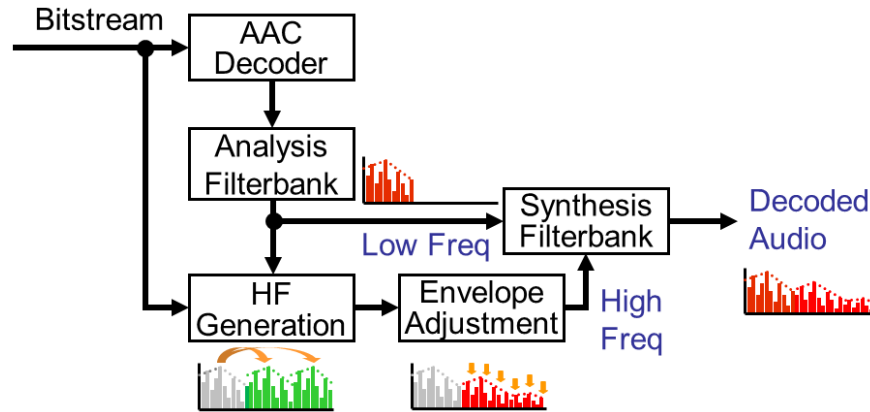 Bitstream
AAC
Decoder
Analysis
Filterbank
Low Freq
Synthesis
Filterbank
Decoded
Audio
HF
Generation
Envelope
Adjustment
High
Freq